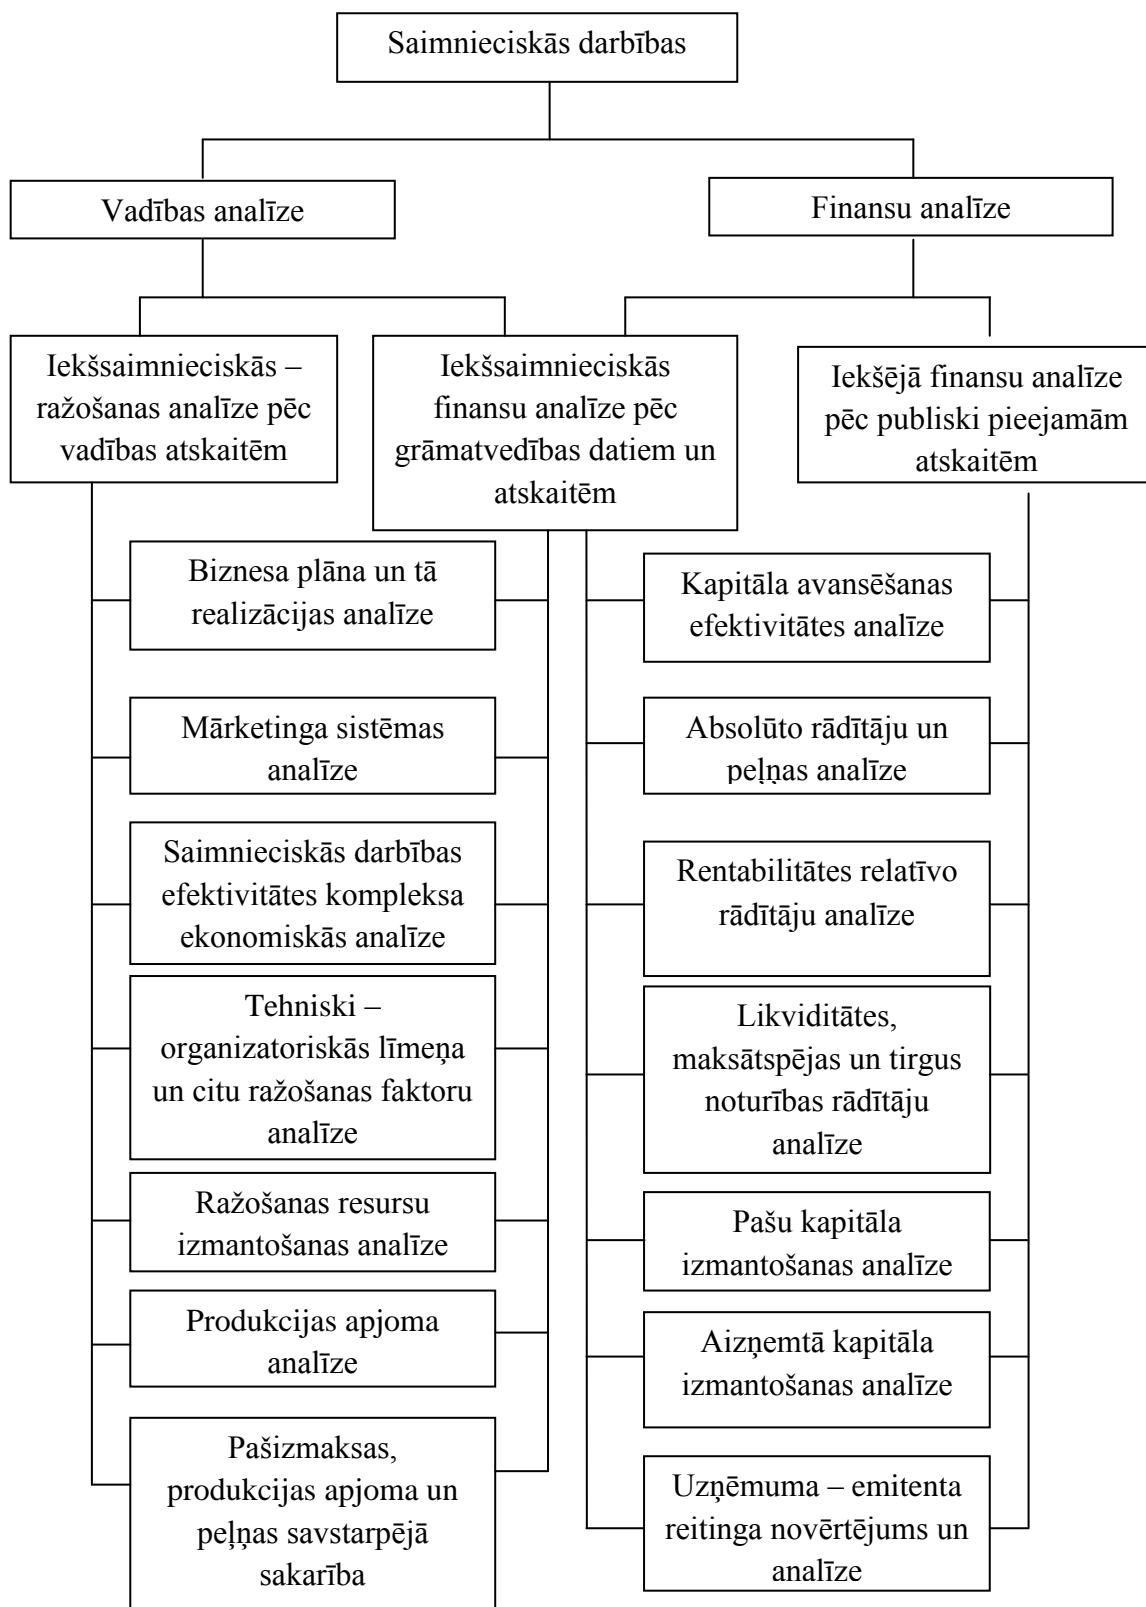 Saimnieciskās darbības
Vadības analīze
Finansu analīze
Iekšsaimnieciskās –
ražošanas analīze pēc
vadības atskaitēm
Iekšsaimnieciskās
finansu analīze pēc
grāmatvedības datiem un
atskaitēm
Iekšējā finansu analīze
pēc publiski pieejamām
atskaitēm
Biznesa plāna un tā
realizācijas analīze
Mārketinga sistēmas
analīze
Saimnieciskās darbības
efektivitātes kompleksa
ekonomiskās analīze
Tehniski –
organizatoriskās līmeņa
un citu ražošanas faktoru
analīze
Ražošanas resursu
izmantošanas analīze
Produkcijas apjoma
analīze
Pašizmaksas,
produkcijas apjoma un
peļņas savstarpējā
sakarība
Kapitāla avansēšanas
efektivitātes analīze
Absolūto rādītāju un
peļņas analīze
Rentabilitātes relatīvo
rādītāju analīze
Likviditātes,
maksātspējas un tirgus
noturības rādītāju
analīze
Pašu kapitāla
izmantošanas analīze
Aizņemtā kapitāla
izmantošanas analīze
Uzņēmuma – emitenta
reitinga novērtējums un
analīze